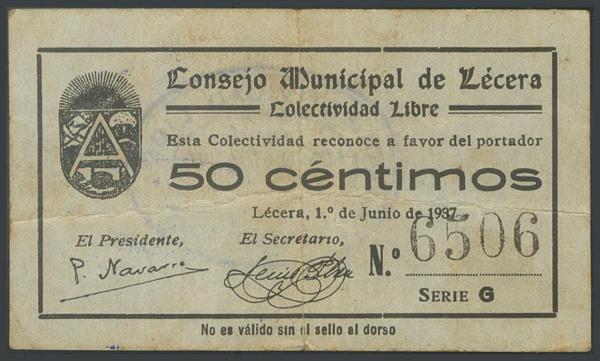 Consejo Municipal de Lécera
Colectividad Libre
Esta Colectividad reconoce a favor del portador
50 céntimos
Lécera, 1.º de Junio de 1937
El Presidente,
El Secretario,
P. Navarro
N.º 6506
SERIE G
No es válido sin el sello al dorso
A